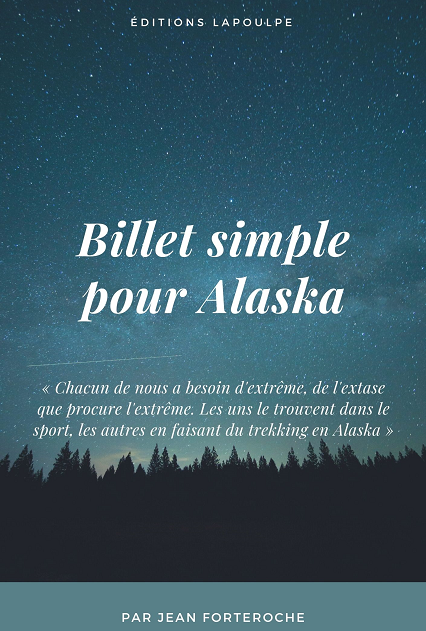 ÉDITIONS LAPOULPE
Billet simple
pour Alaska
« Chacun de nous a besoin d'extrême, de l'extase
que procure l'extrême. Les uns le trouvent dans le
sport, les autres en faisant du trekking en Alaska »
PAR JEAN FORTEROCHE